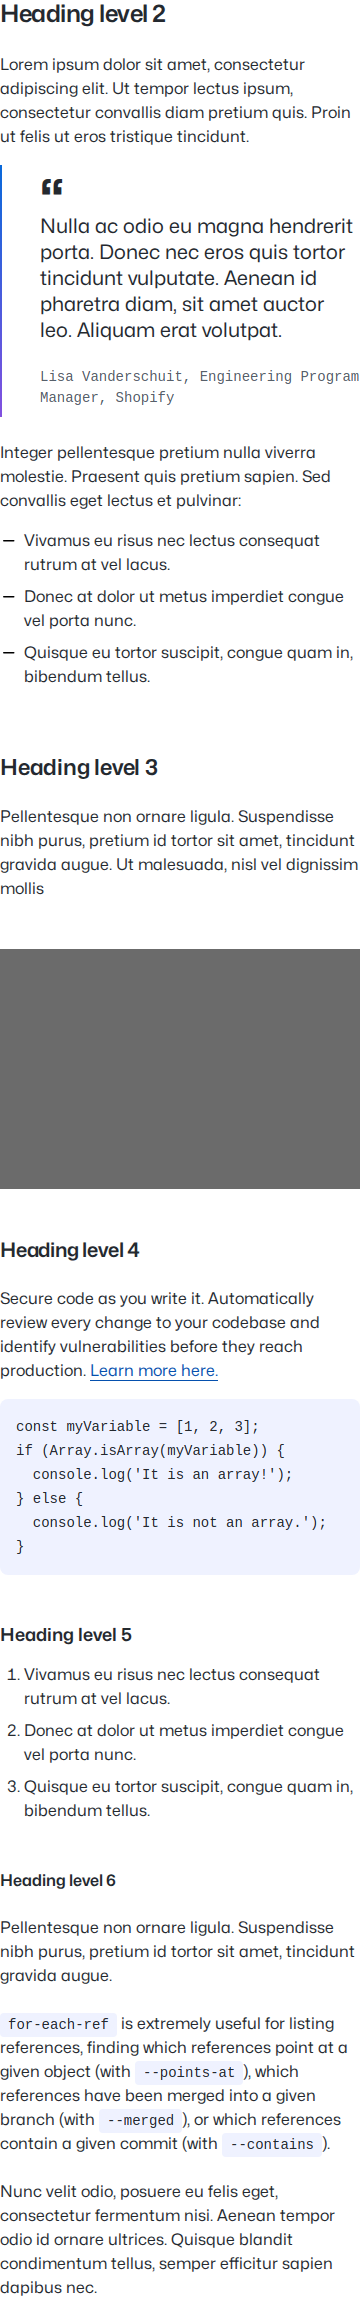 Heading level 2
Lorem ipsum dolor sit amet, consectetur
adipiscing elit. Ut tempor lectus ipsum,
consectetur convallis diam pretium quis. Proin
ut felis ut eros tristique tincidunt.
“
Nulla ac odio eu magna hendrerit
porta. Donec nec eros quis tortor
tincidunt vulputate. Aenean id
pharetra diam, sit amet auctor
leo. Aliquam erat volutpat.
Lisa Vanderschuit, Engineering Program
Manager, Shopify
Integer pellentesque pretium nulla viverra
molestie. Praesent quis pretium sapien. Sed
convallis eget lectus et pulvinar:
— Vivamus eu risus nec lectus consequat
rutrum at vel lacus.
— Donec at dolor ut metus imperdiet congue
vel porta nunc.
— Quisque eu tortor suscipit, congue quam in,
bibendum tellus.
Heading level 3
Pellentesque non ornare ligula. Suspendisse
nibh purus, pretium id tortor sit amet, tincidunt
gravida augue. Ut malesuada, nisl vel dignissim
mollis
Heading level 4
Secure code as you write it. Automatically
review every change to your codebase and
identify vulnerabilities before they reach
production. Learn more here.
const myVariable = [1, 2, 3];
if (Array.isArray(myVariable)) {
  console.log('It is an array!');
} else {
  console.log('It is not an array.');
}
Heading level 5
1. Vivamus eu risus nec lectus consequat
rutrum at vel lacus.
2. Donec at dolor ut metus imperdiet congue
vel porta nunc.
3. Quisque eu tortor suscipit, congue quam in,
bibendum tellus.
Heading level 6
Pellentesque non ornare ligula. Suspendisse
nibh purus, pretium id tortor sit amet, tincidunt
gravida augue.
for-each-ref is extremely useful for listing
references, finding which references point at a
given object (with --points-at ), which
references have been merged into a given
branch (with --merged ), or which references
contain a given commit (with --contains ).
Nunc velit odio, posuere eu felis eget,
consectetur fermentum nisi. Aenean tempor
odio id ornare ultrices. Quisque blandit
condimentum tellus, semper efficitur sapien
dapibus nec.